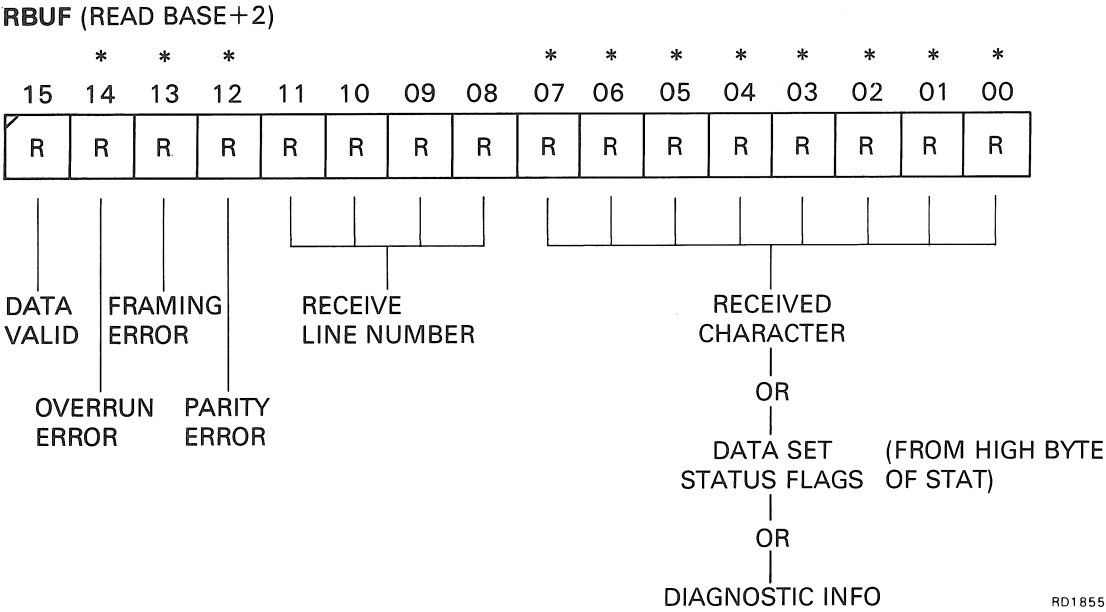 RBUF (READ BASE+2)
* * * * * * * * * * *
15 14 13 12 11 10 09 08 07 06 05 04 03 02 01 00
R R R R R R R R R R R R R R R R
DATA FRAMING RECEIVE RECEIVED
VALID ERROR LINE NUMBER CHARACTER
OR
OVERRUN PARITY
ERROR ERROR
DATA SET (FROM HIGH BYTE
STATUS FLAGS OF STAT)
OR
DIAGNOSTIC INFO
RD1855